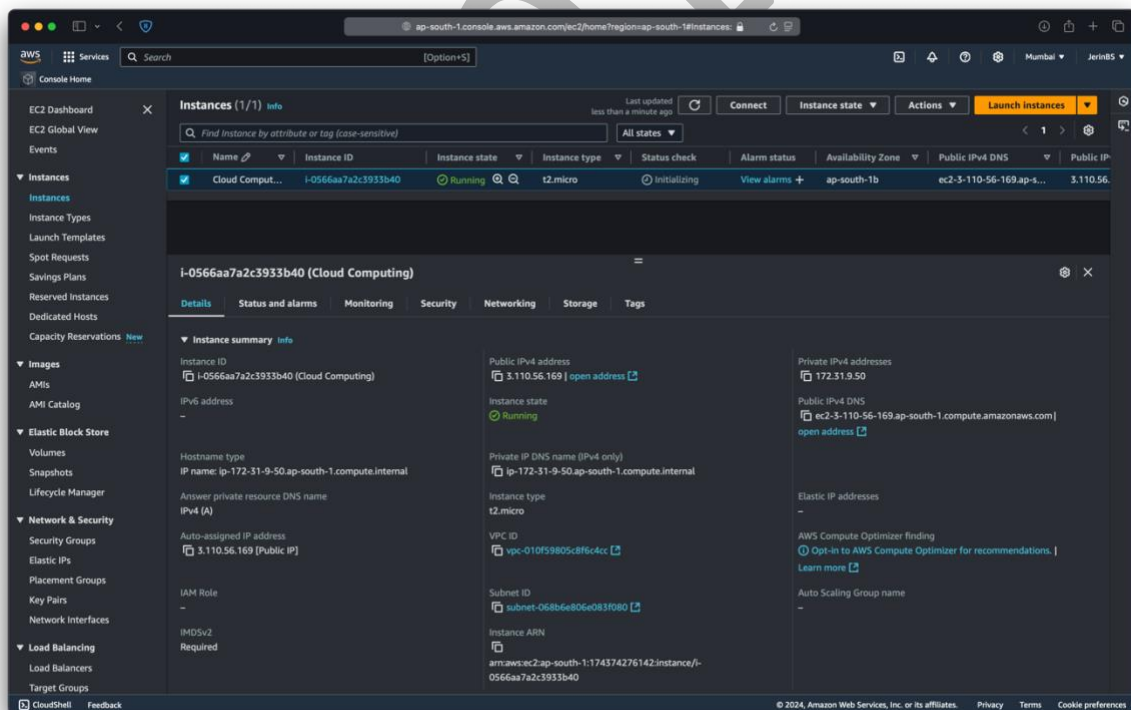 ap-south-1.console.aws.amazon.com/ec2/home?region=ap-south-1#Instances:
aws Services Search [Option+S] Mumbai JerinBS
Console Home
EC2 Dashboard
EC2 Global View
Events
Instances
Instances
Instance Types
Launch Templates
Spot Requests
Savings Plans
Reserved Instances
Dedicated Hosts
Capacity Reservations New
Images
AMIs
AMI Catalog
Elastic Block Store
Volumes
Snapshots
Lifecycle Manager
Network & Security
Security Groups
Elastic IPs
Placement Groups
Key Pairs
Network Interfaces
Load Balancing
Load Balancers
Target Groups
Instances (1/1) Info
Last updated
less than a minute ago
Connect Instance state Actions Launch instances
Find Instance by attribute or tag (case-sensitive) All states 1
Name Instance ID Instance state Instance type Status check Alarm status Availability Zone Public IPv4 DNS Public IP
Cloud Comput... i-0566aa7a2c3933b40 Running t2.micro Initializing View alarms + ap-south-1b ec2-3-110-56-169.ap-s... 3.110.56.
i-0566aa7a2c3933b40 (Cloud Computing)
Details Status and alarms Monitoring Security Networking Storage Tags
Instance summary Info
Instance ID
i-0566aa7a2c3933b40 (Cloud Computing)
Public IPv4 address
3.110.56.169 | open address
Private IPv4 addresses
172.31.9.50
IPv6 address
–
Instance state
Running
Public IPv4 DNS
ec2-3-110-56-169.ap-south-1.compute.amazonaws.com |
open address
Hostname type
IP name: ip-172-31-9-50.ap-south-1.compute.internal
Private IP DNS name (IPv4 only)
ip-172-31-9-50.ap-south-1.compute.internal
Answer private resource DNS name
IPv4 (A)
Instance type
t2.micro
Elastic IP addresses
–
Auto-assigned IP address
3.110.56.169 [Public IP]
VPC ID
vpc-010f59805c8f6c4cc
AWS Compute Optimizer finding
Opt-in to AWS Compute Optimizer for recommendations. |
Learn more
IAM Role
–
Subnet ID
subnet-068b6e806e083f080
Auto Scaling Group name
–
IMDSv2
Required
Instance ARN
arn:aws:ec2:ap-south-1:174374276142:instance/i-
0566aa7a2c3933b40
CloudShell Feedback © 2024, Amazon Web Services, Inc. or its affiliates. Privacy Terms Cookie preferences